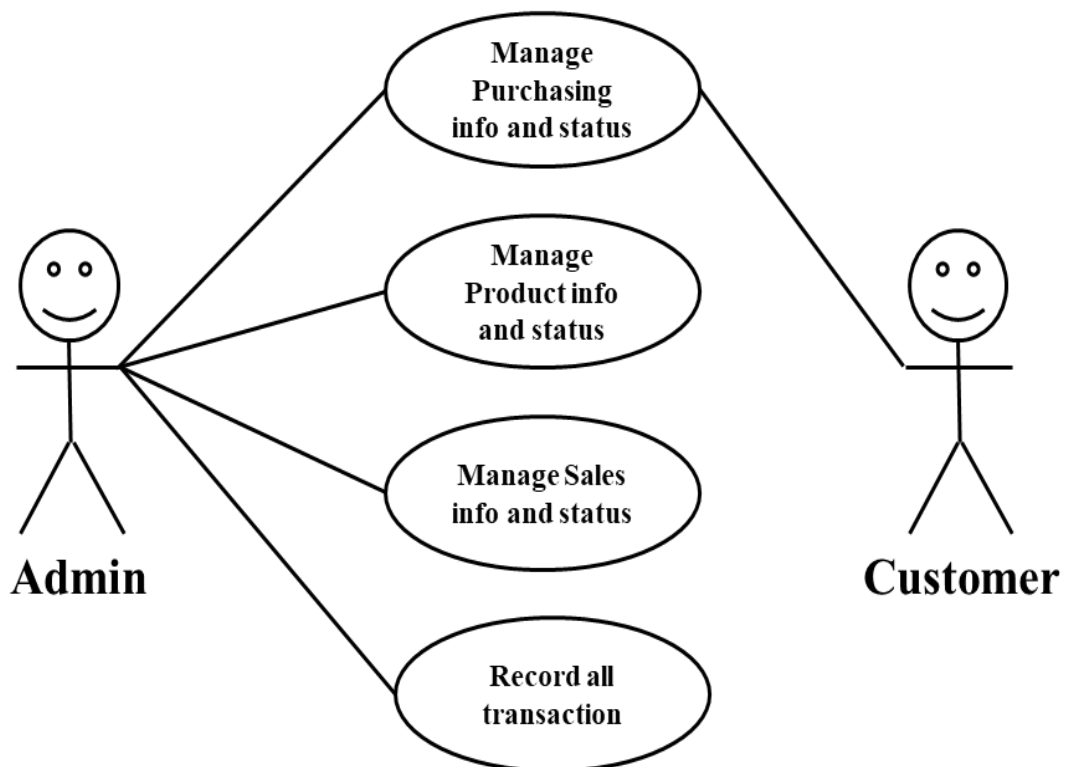 Manage
Purchasing
info and status
Manage
Product info
and status
Manage Sales
info and status
Admin
Customer
Record all
transaction